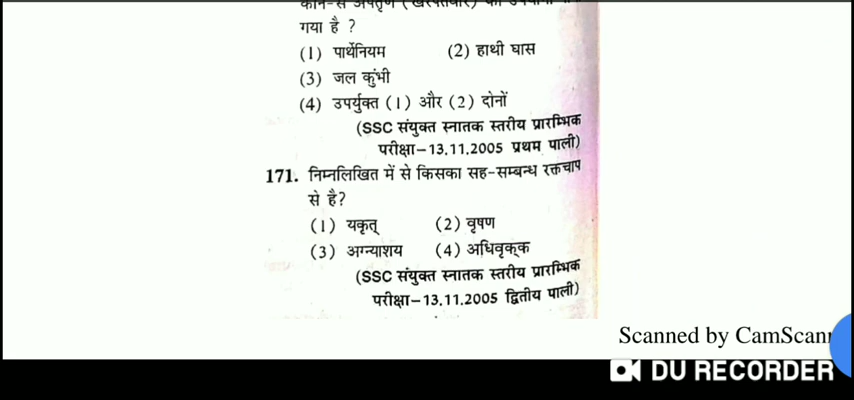 गया है ?
(1) पार्थेनियम (2) हाथी घास
(3) जल कुंभी
(4) उपर्युक्त (1) और (2) दोनों
(SSC संयुक्त स्नातक स्तरीय प्रारम्भिक
परीक्षा–13.11.2005 प्रथम पाली)
171. निम्नलिखित में से किसका सह-सम्बन्ध रक्तचाप
से है?
(1) यकृत् (2) वृषण
(3) अग्न्याशय (4) अधिवृक्क
(SSC संयुक्त स्नातक स्तरीय प्रारम्भिक
परीक्षा–13.11.2005 द्वितीय पाली)
Scanned by CamScan
DU RECORDER